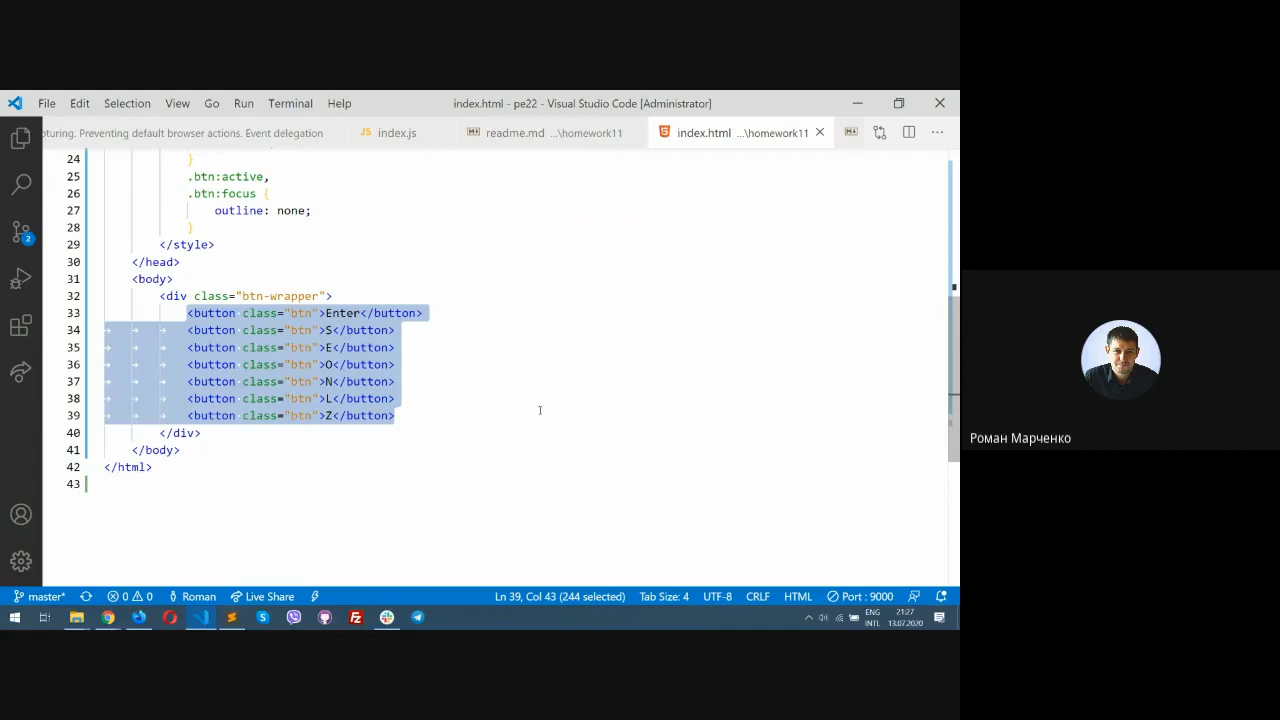 File Edit Selection View Go Run Terminal Help index.html - pe22 - Visual Studio Code [Administrator]
oturing. Preventing default browser actions. Event delegation JS index.js readme.md ...\homework11 index.html ...\homework11
24 }
25 .btn:active,
26 .btn:focus {
27 outline: none;
28 }
29 </style>
30 </head>
31 <body>
32 <div class="btn-wrapper">
33 <button class="btn">Enter</button>
34 <button class="btn">S</button>
35 <button class="btn">E</button>
36 <button class="btn">O</button>
37 <button class="btn">N</button>
38 <button class="btn">L</button>
39 <button class="btn">Z</button>
40 </div>
41 </body>
42 </html>
43
2
Роман Марченко
master* 0 0 Roman Live Share Ln 39, Col 43 (244 selected) Tab Size: 4 UTF-8 CRLF HTML Port : 9000
ENG 21:27
INTL 13.07.2020